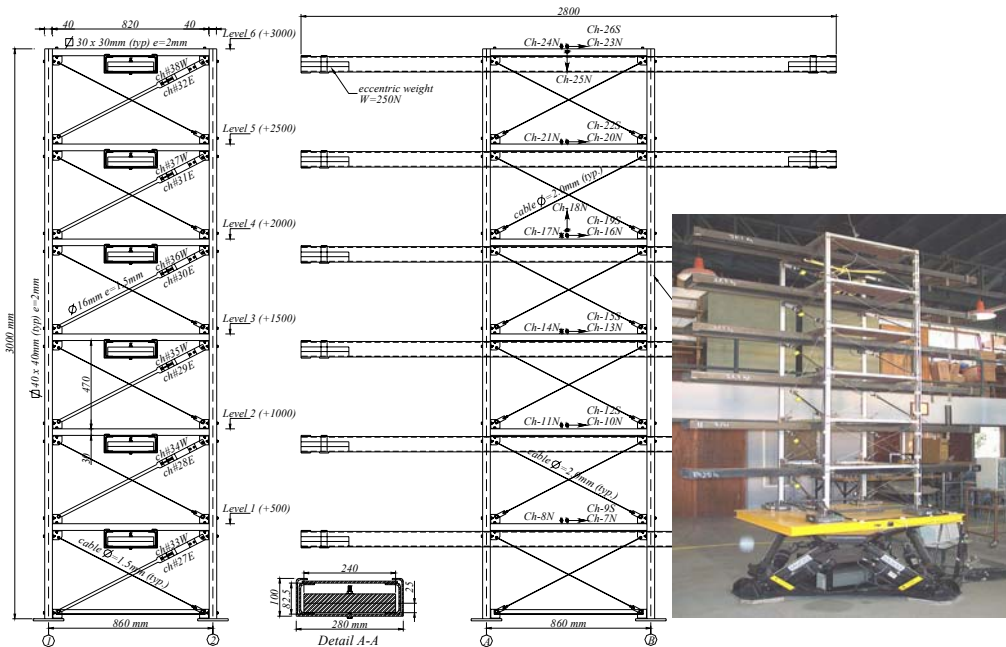 40 820 40
□ 30 x 30mm (typ) e=2mm
Level 6 (+3000)
ch#38W
ch#32E
Level 5 (+2500)
ch#37W
ch#31E
Level 4 (+2000)
ch#36W
ch#30E
Ø16mm e=1.5mm
Level 3 (+1500)
3000 mm
□ 40 x 40mm (typ) e=2mm
ch#35W
ch#29E
470
Level 2 (+1000)
30
ch#34W
ch#28E
Level 1 (+500)
ch#33W
ch#27E
cable Ø=1.5mm (typ.)
860 mm
1 2
2800
Ch-26S
Ch-24N Ch-23N
Ch-25N
eccentric weight
W=250N
Ch-22S
Ch-21N Ch-20N
cable Ø=2.0mm (typ.)
Ch-18N
Ch-19S
Ch-17N Ch-16N
Ch-15S
Ch-14N Ch-13N
Ch-12S
Ch-11N Ch-10N
cable Ø=2.0mm (typ.)
Ch-9S
Ch-8N Ch-7N
240
100
82.5
25
280 mm
Detail A-A
860 mm
A B